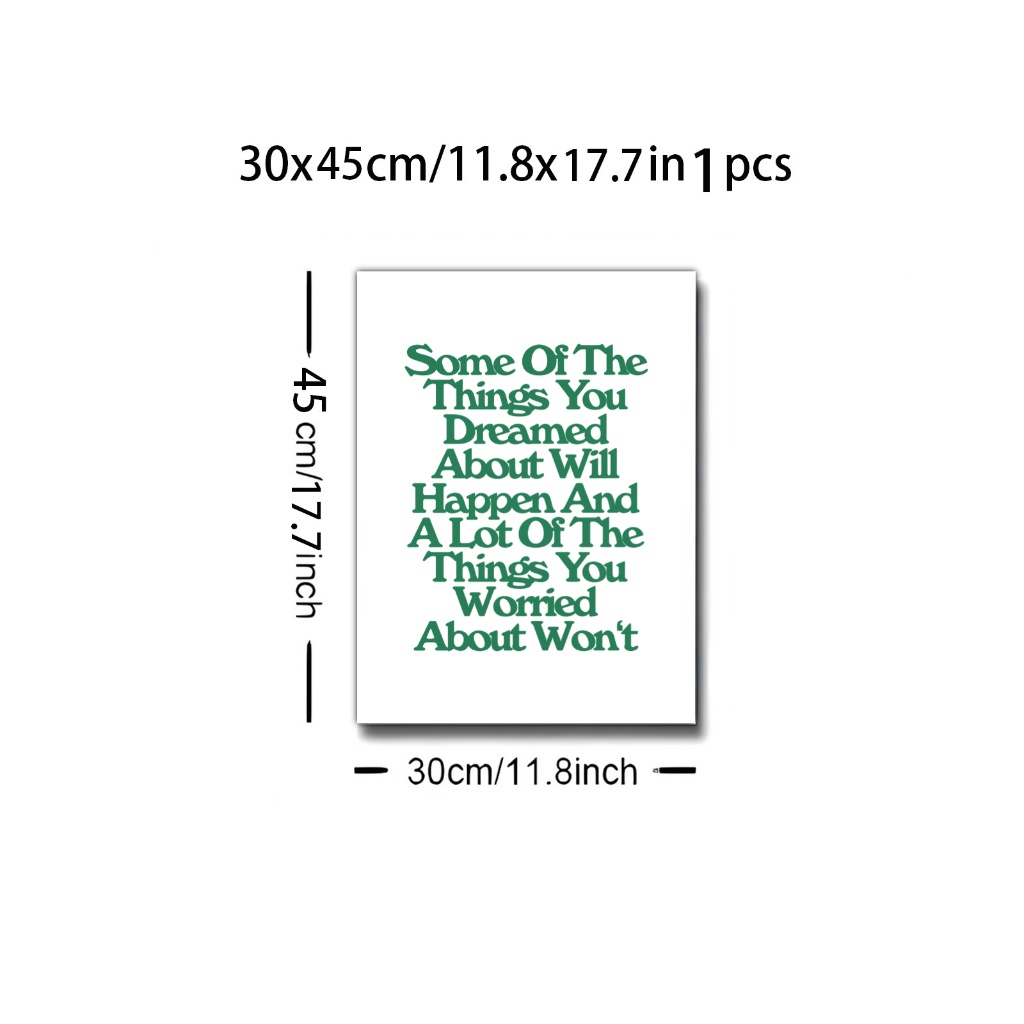 30x45cm/11.8x17.7in 1 pcs
Some Of The
Things You
Dreamed
About Will
Happen And
A Lot Of The
Things You
Worried
About Won‘t
45 cm/17.7inch
30cm/11.8inch